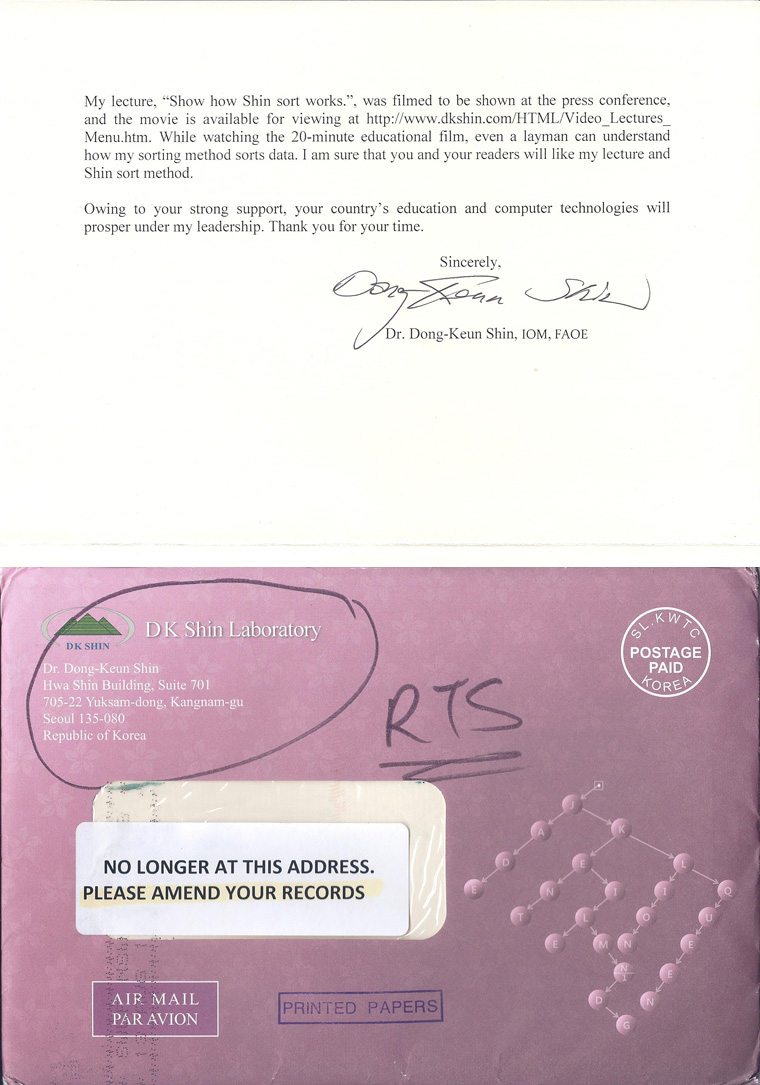 My lecture, “Show how Shin sort works.”, was filmed to be shown at the press conference,
and the movie is available for viewing at http://www.dkshin.com/HTML/Video_Lectures_
Menu.htm. While watching the 20-minute educational film, even a layman can understand
how my sorting method sorts data. I am sure that you and your readers will like my lecture and
Shin sort method.
Owing to your strong support, your country’s education and computer technologies will
prosper under my leadership. Thank you for your time.
Sincerely,
Dong-Keun Shin
Dr. Dong-Keun Shin, IOM, FAOE
DK SHIN
DK Shin Laboratory
Dr. Dong-Keun Shin
Hwa Shin Building, Suite 701
705-22 Yuksam-dong, Kangnam-gu
Seoul 135-080
Republic of Korea
SL.KWTC
POSTAGE
PAID
KOREA
RTS
NO LONGER AT THIS ADDRESS.
PLEASE AMEND YOUR RECORDS
J
A K
D E L
E N I I Q
T L O U
E M N E
N E
D N
G
AIR MAIL
PAR AVION
PRINTED PAPERS